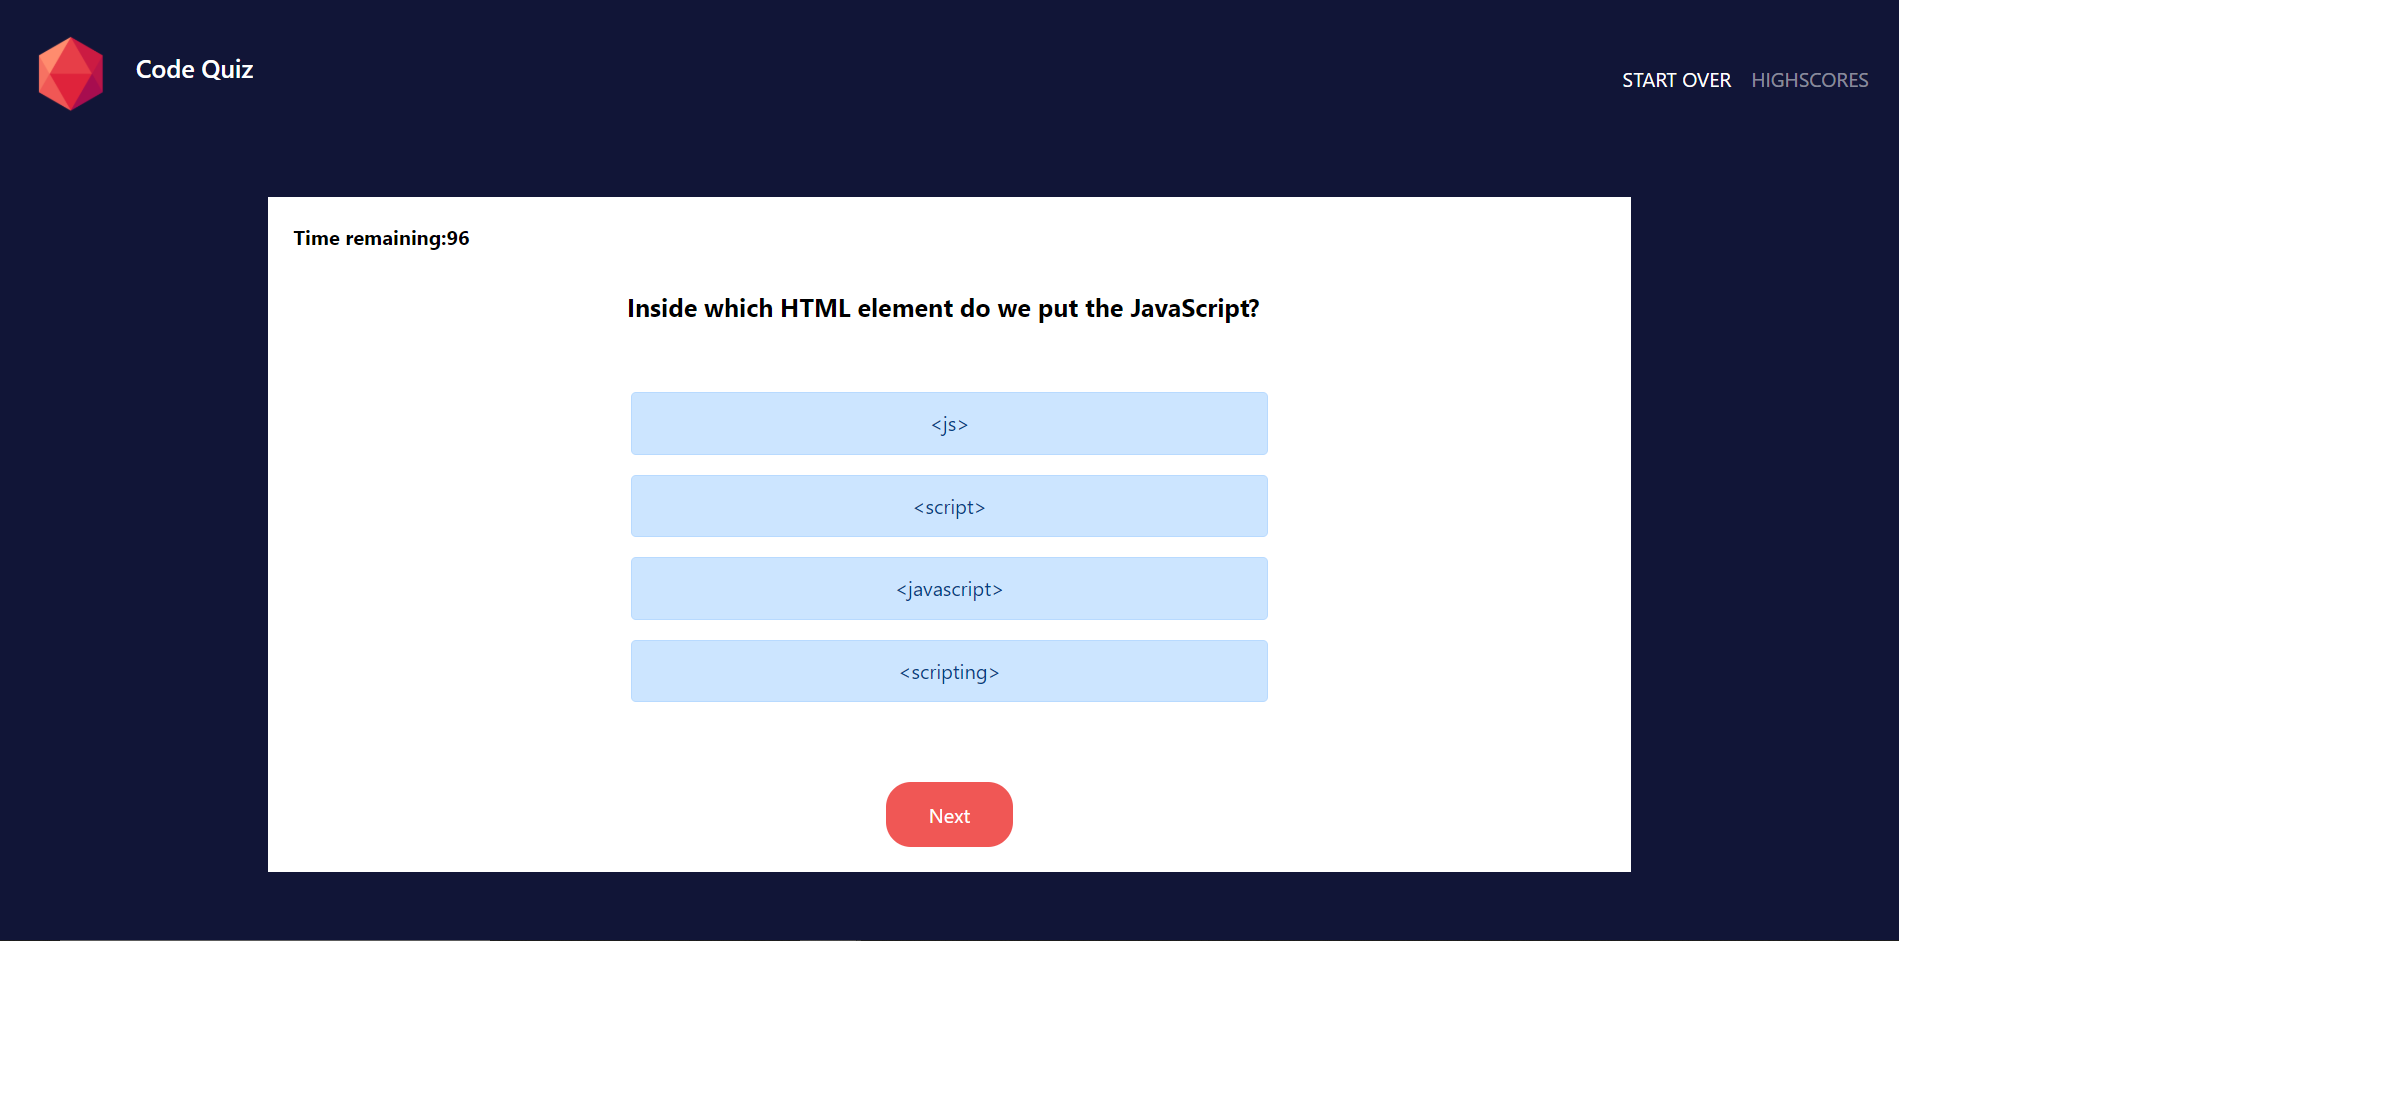 Code Quiz
START OVER HIGHSCORES
Time remaining:96
Inside which HTML element do we put the JavaScript?
<js>
<script>
<javascript>
<scripting>
Next